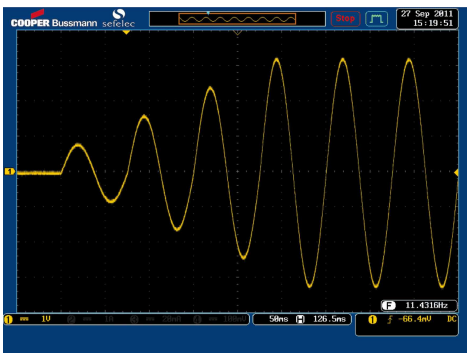 COOPER Bussmann sefelec
Stop
27 Sep 2011
15:19:51
1
F 11.4316Hz
1 1V
50ms H 126.5ms
1 -66.4mV DC